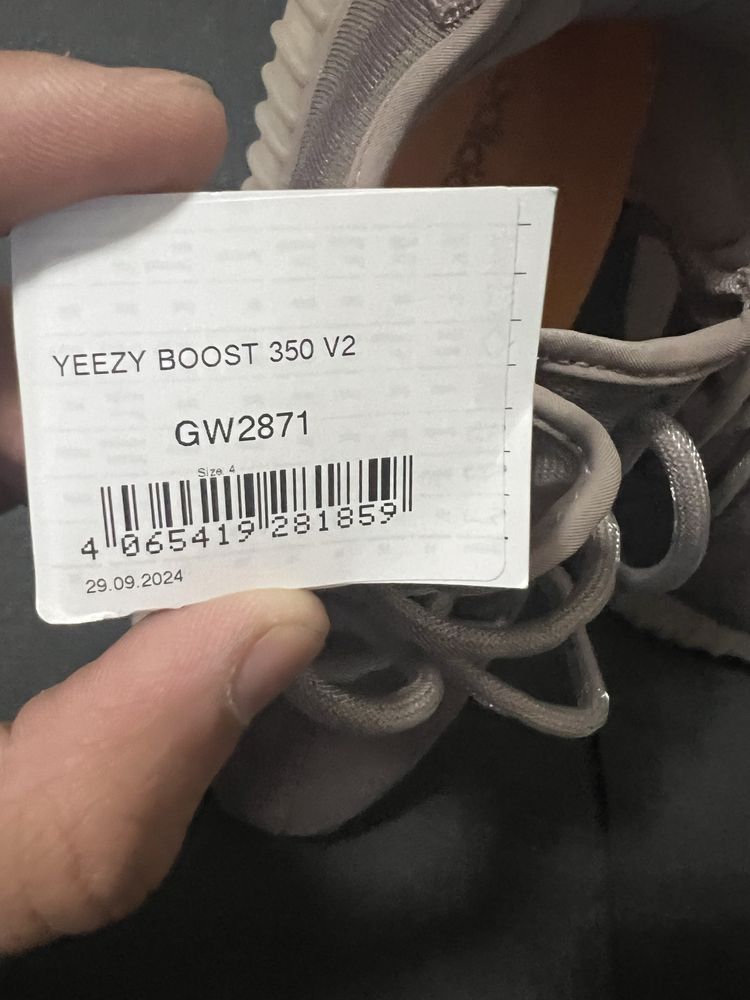 YEEZY BOOST 350 V2
GW2871
Size 4
4 065419 281859
29.09.2024